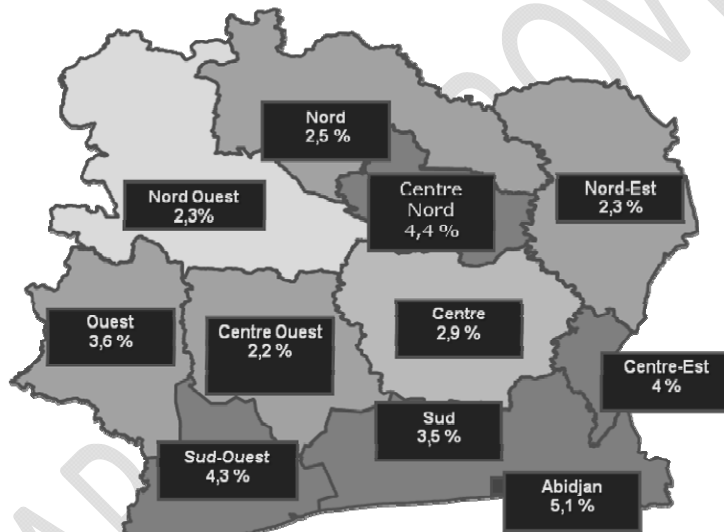 Nord
2,5 %
Nord Ouest
2,3%
Centre
Nord
4,4 %
Nord-Est
2,3 %
Ouest
3,6 %
Centre Ouest
2,2 %
Centre
2,9 %
Centre-Est
4 %
Sud
3,5 %
Sud-Ouest
4,3 %
Abidjan
5,1 %